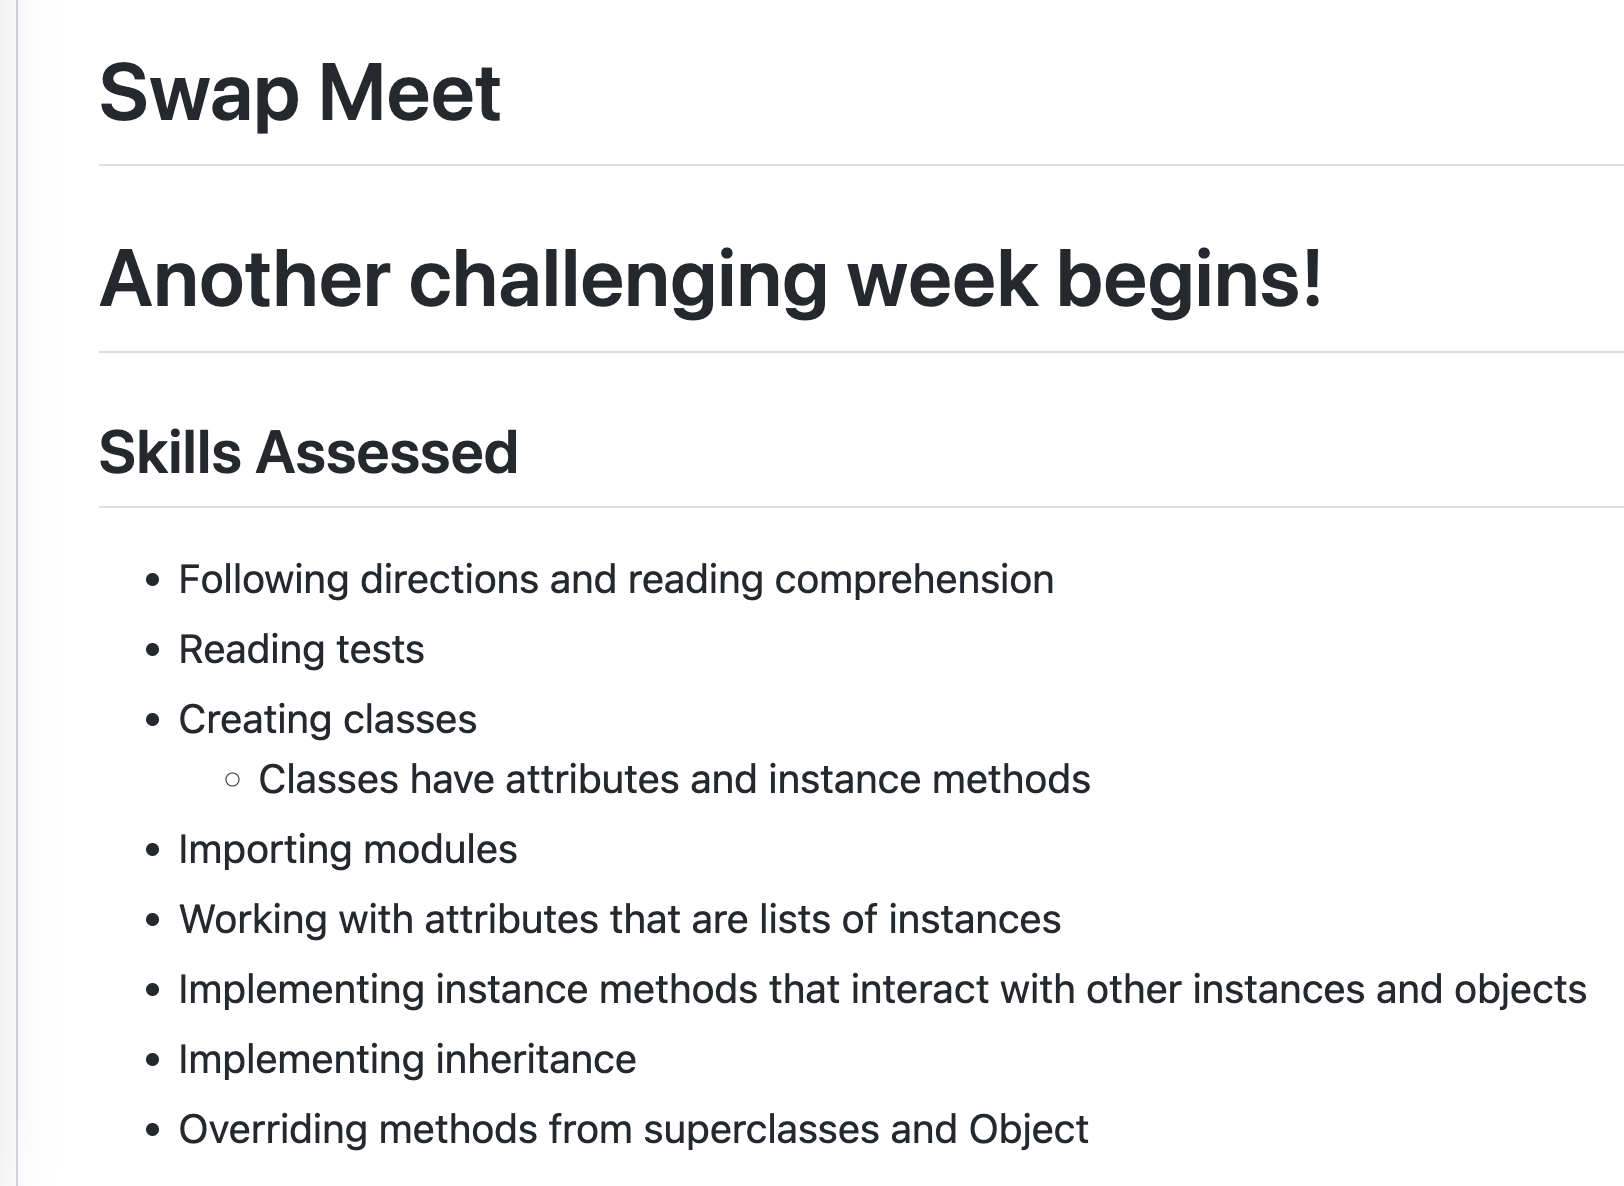 Swap Meet
Another challenging week begins!
Skills Assessed
Following directions and reading comprehension
Reading tests
Creating classes
Classes have attributes and instance methods
Importing modules
Working with attributes that are lists of instances
Implementing instance methods that interact with other instances and objects
Implementing inheritance
Overriding methods from superclasses and Object